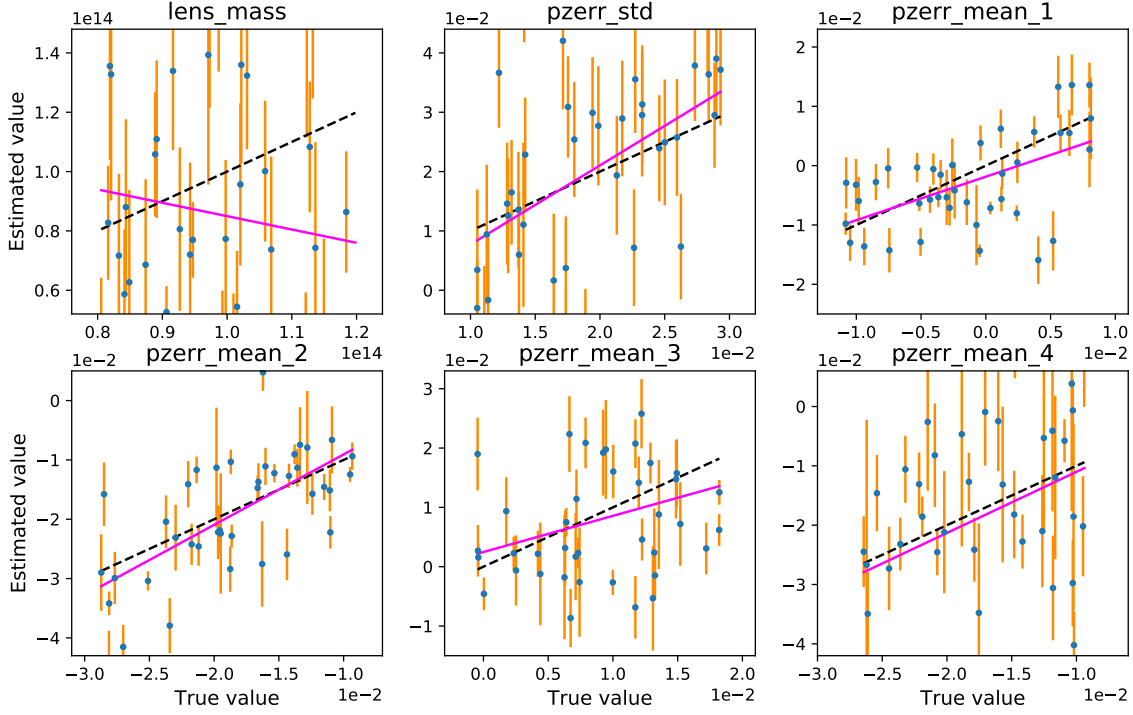 lens_mass
1e14
Estimated value
1.4
1.2
1.0
0.8
0.6
0.8 0.9 1.0 1.1 1.2
1e14
pzerr_std
1e−2
4
3
2
1
0
1.0 1.5 2.0 2.5 3.0
1e−2
pzerr_mean_1
1e−2
2
1
0
−1
−2
−1.0 −0.5 0.0 0.5 1.0
1e−2
pzerr_mean_2
1e−2
Estimated value
0
−1
−2
−3
−4
−3.0 −2.5 −2.0 −1.5 −1.0
True value
1e−2
pzerr_mean_3
1e−2
3
2
1
0
−1
0.0 0.5 1.0 1.5 2.0
True value
1e−2
pzerr_mean_4
1e−2
0
−1
−2
−3
−4
−3.0 −2.5 −2.0 −1.5 −1.0
True value
1e−2